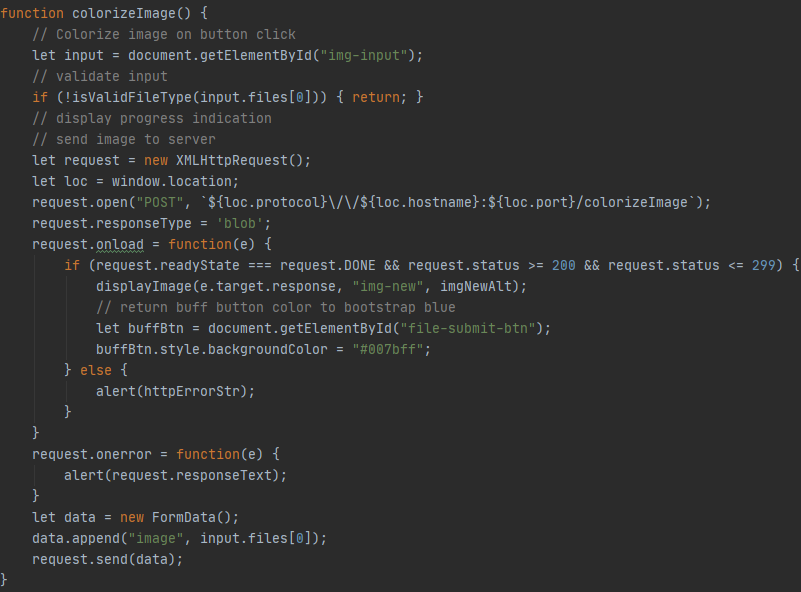 function colorizeImage() {
    // Colorize image on button click
    let input = document.getElementById("img-input");
    // validate input
    if (!isValidFileType(input.files[0])) { return; }
    // display progress indication
    // send image to server
    let request = new XMLHttpRequest();
    let loc = window.location;
    request.open("POST", `${loc.protocol}\/\/${loc.hostname}:${loc.port}/colorizeImage`);
    request.responseType = 'blob';
    request.onload = function(e) {
        if (request.readyState === request.DONE && request.status >= 200 && request.status <= 299) {
            displayImage(e.target.response, "img-new", imgNewAlt);
            // return buff button color to bootstrap blue
            let buffBtn = document.getElementById("file-submit-btn");
            buffBtn.style.backgroundColor = "#007bff";
        } else {
            alert(httpErrorStr);
        }
    }
    request.onerror = function(e) {
        alert(request.responseText);
    }
    let data = new FormData();
    data.append("image", input.files[0]);
    request.send(data);
}